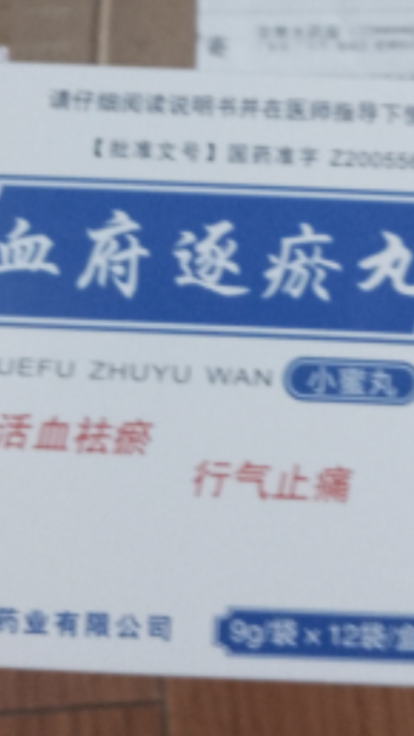 请仔细阅读说明书并在医师指导下
【批准文号】国药准字 Z20055
血府逐瘀丸
UEFU ZHUYU WAN
小蜜丸
活血祛瘀
行气止痛
药业有限公司
9g/袋 x 12袋/盒